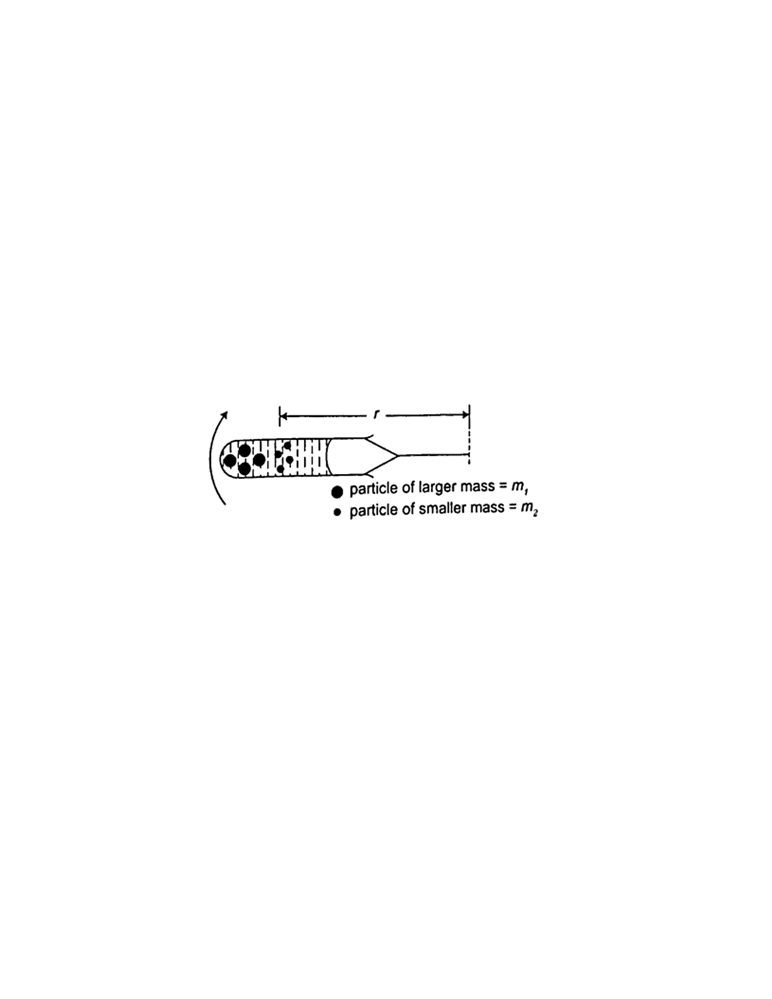 r
particle of larger mass = m₁
particle of smaller mass = m₂